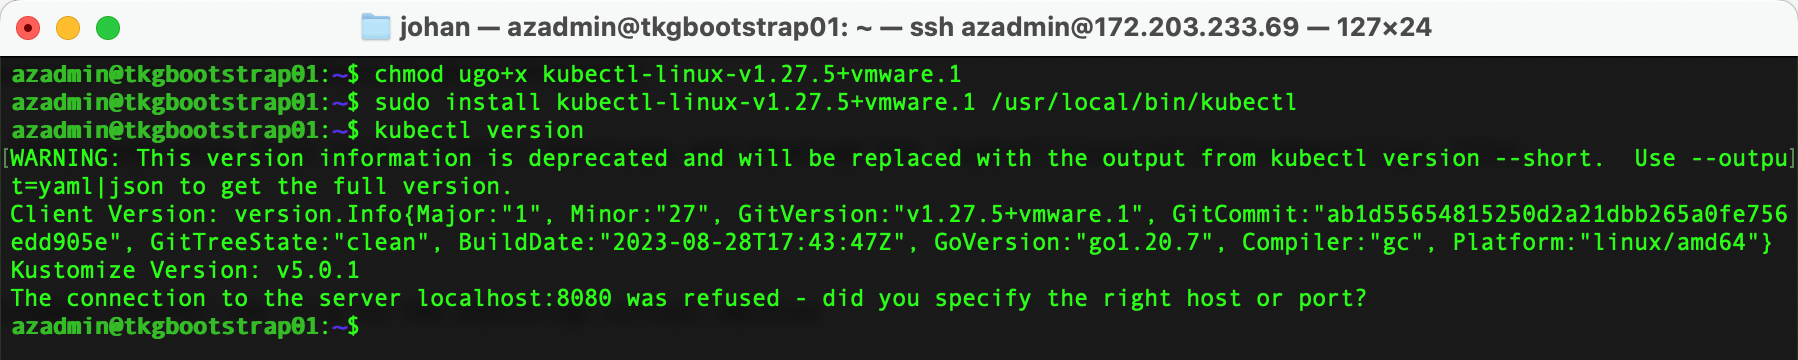 johan — azadmin@tkgbootstrap01: ~ — ssh azadmin@172.203.233.69 — 127×24
azadmin@tkgbootstrap01:~$ chmod ugo+x kubectl-linux-v1.27.5+vmware.1
azadmin@tkgbootstrap01:~$ sudo install kubectl-linux-v1.27.5+vmware.1 /usr/local/bin/kubectl
azadmin@tkgbootstrap01:~$ kubectl version
[WARNING: This version information is deprecated and will be replaced with the output from kubectl version --short.  Use --outpu]
t=yaml|json to get the full version.
Client Version: version.Info{Major:"1", Minor:"27", GitVersion:"v1.27.5+vmware.1", GitCommit:"ab1d55654815250d2a21dbb265a0fe756
edd905e", GitTreeState:"clean", BuildDate:"2023-08-28T17:43:47Z", GoVersion:"go1.20.7", Compiler:"gc", Platform:"linux/amd64"}
Kustomize Version: v5.0.1
The connection to the server localhost:8080 was refused - did you specify the right host or port?
azadmin@tkgbootstrap01:~$